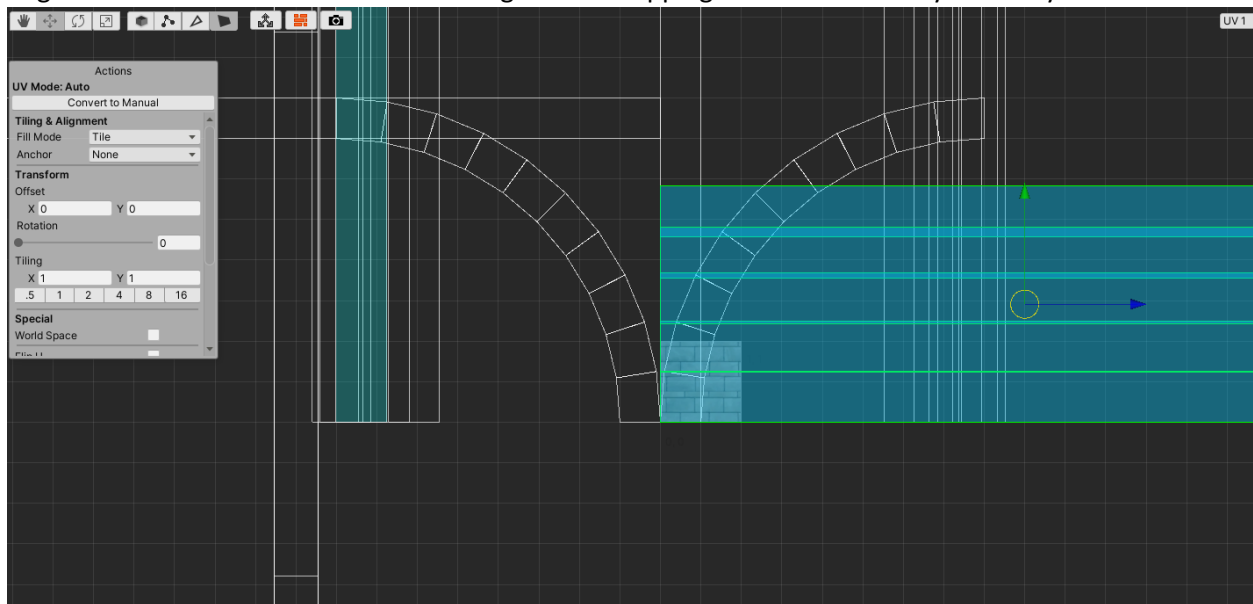 UV 1
Actions
UV Mode: Auto
Convert to Manual
Tiling & Alignment
Fill Mode Tile
Anchor None
Transform
Offset
X 0 Y 0
Rotation
0
Tiling
X 1 Y 1
.5 1 2 4 8 16
Special
World Space